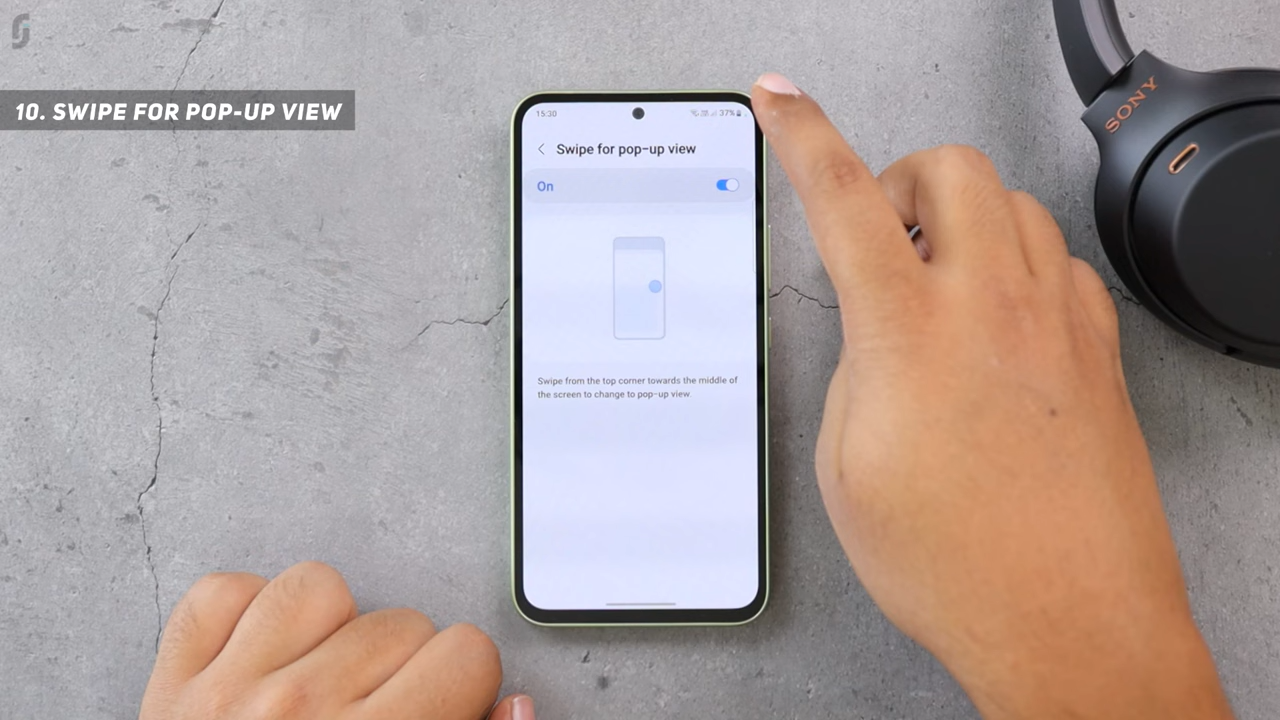 10. SWIPE FOR POP-UP VIEW
15:30
37%
Swipe for pop-up view
On
Swipe from the top corner towards the middle of
the screen to change to pop-up view
SONY